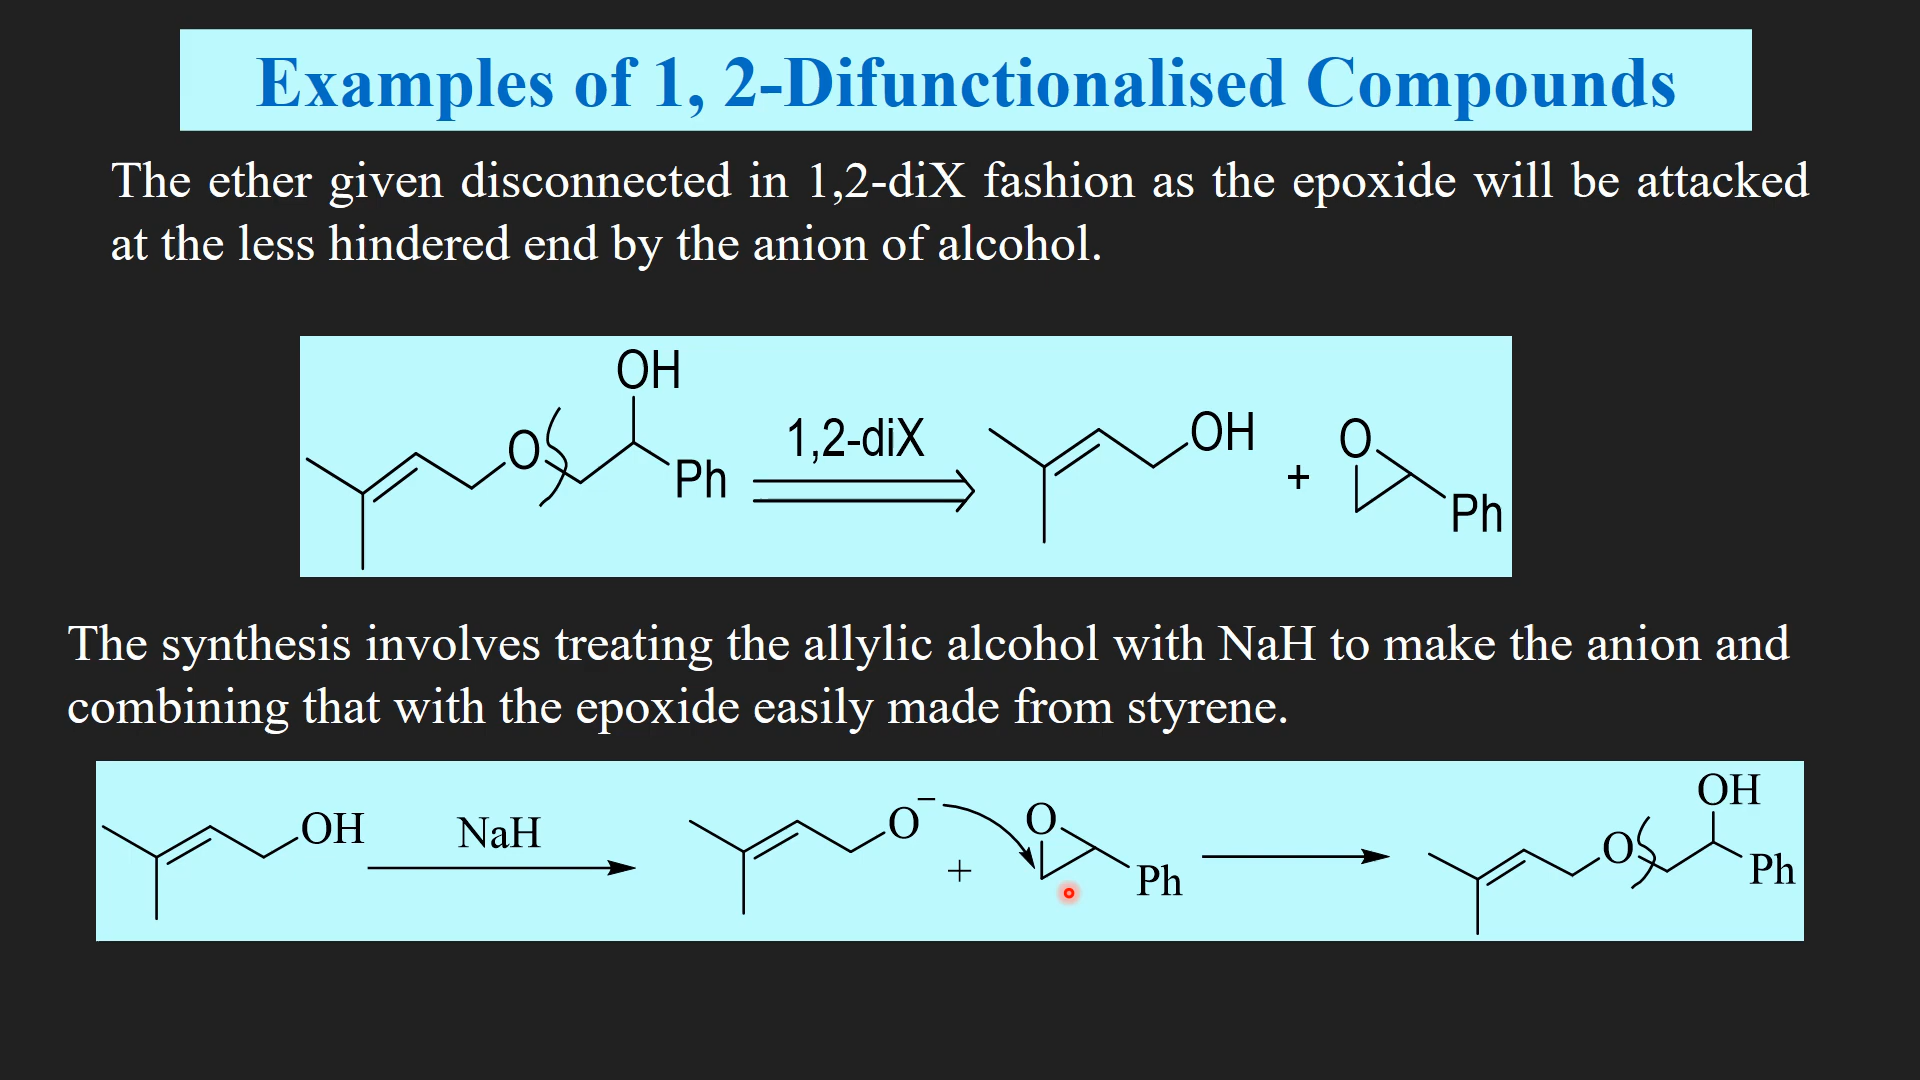 Examples of 1, 2-Difunctionalised Compounds
The ether given disconnected in 1,2-diX fashion as the epoxide will be attacked
at the less hindered end by the anion of alcohol.
OH
O
Ph
1,2-diX
OH
+
O
Ph
The synthesis involves treating the allylic alcohol with NaH to make the anion and
combining that with the epoxide easily made from styrene.
OH
NaH
O−
+
O
Ph
OH
O
Ph